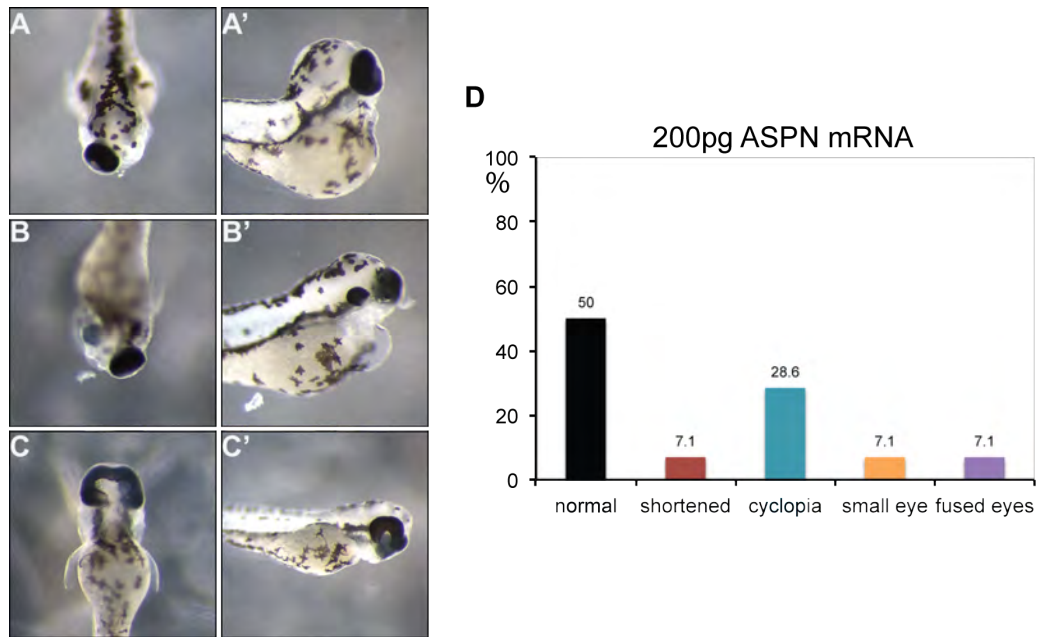 A
A’
B
B’
C
C’
D
200pg ASPN mRNA
100
%
80
60
40
20
0
50
7.1
28.6
7.1
7.1
normal
shortened
cyclopia
small eye
fused eyes